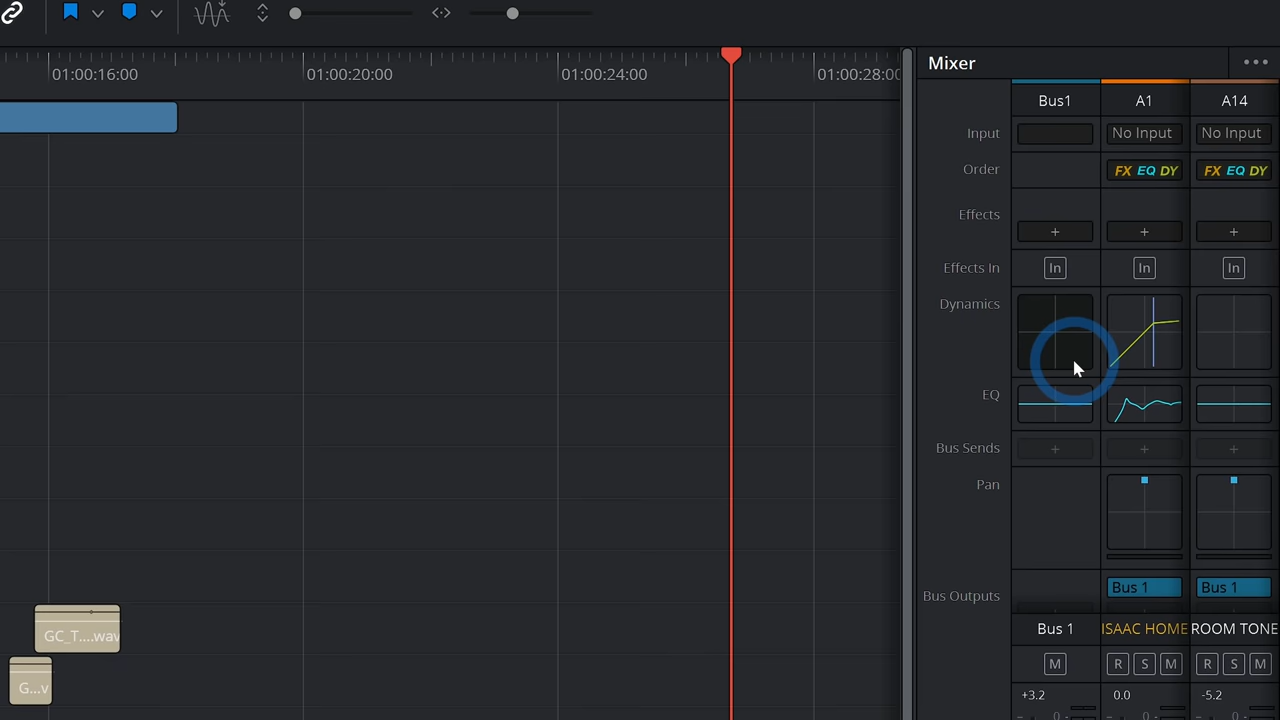 01:00:16:00 01:00:20:00 01:00:24:00 01:00:28:00
Mixer
Bus1 A1 A14
Input No Input No Input
Order FX EQ DY FX EQ DY
Effects
+ + +
Effects In In In In
Dynamics
EQ
Bus Sends + + +
Pan
Bus Outputs Bus 1 Bus 1
Bus 1 ISAAC HOME ROOM TONE
M R S M R S M
+3.2 0.0 -5.2
0- 0- 0-
GC_T....wav
G...v